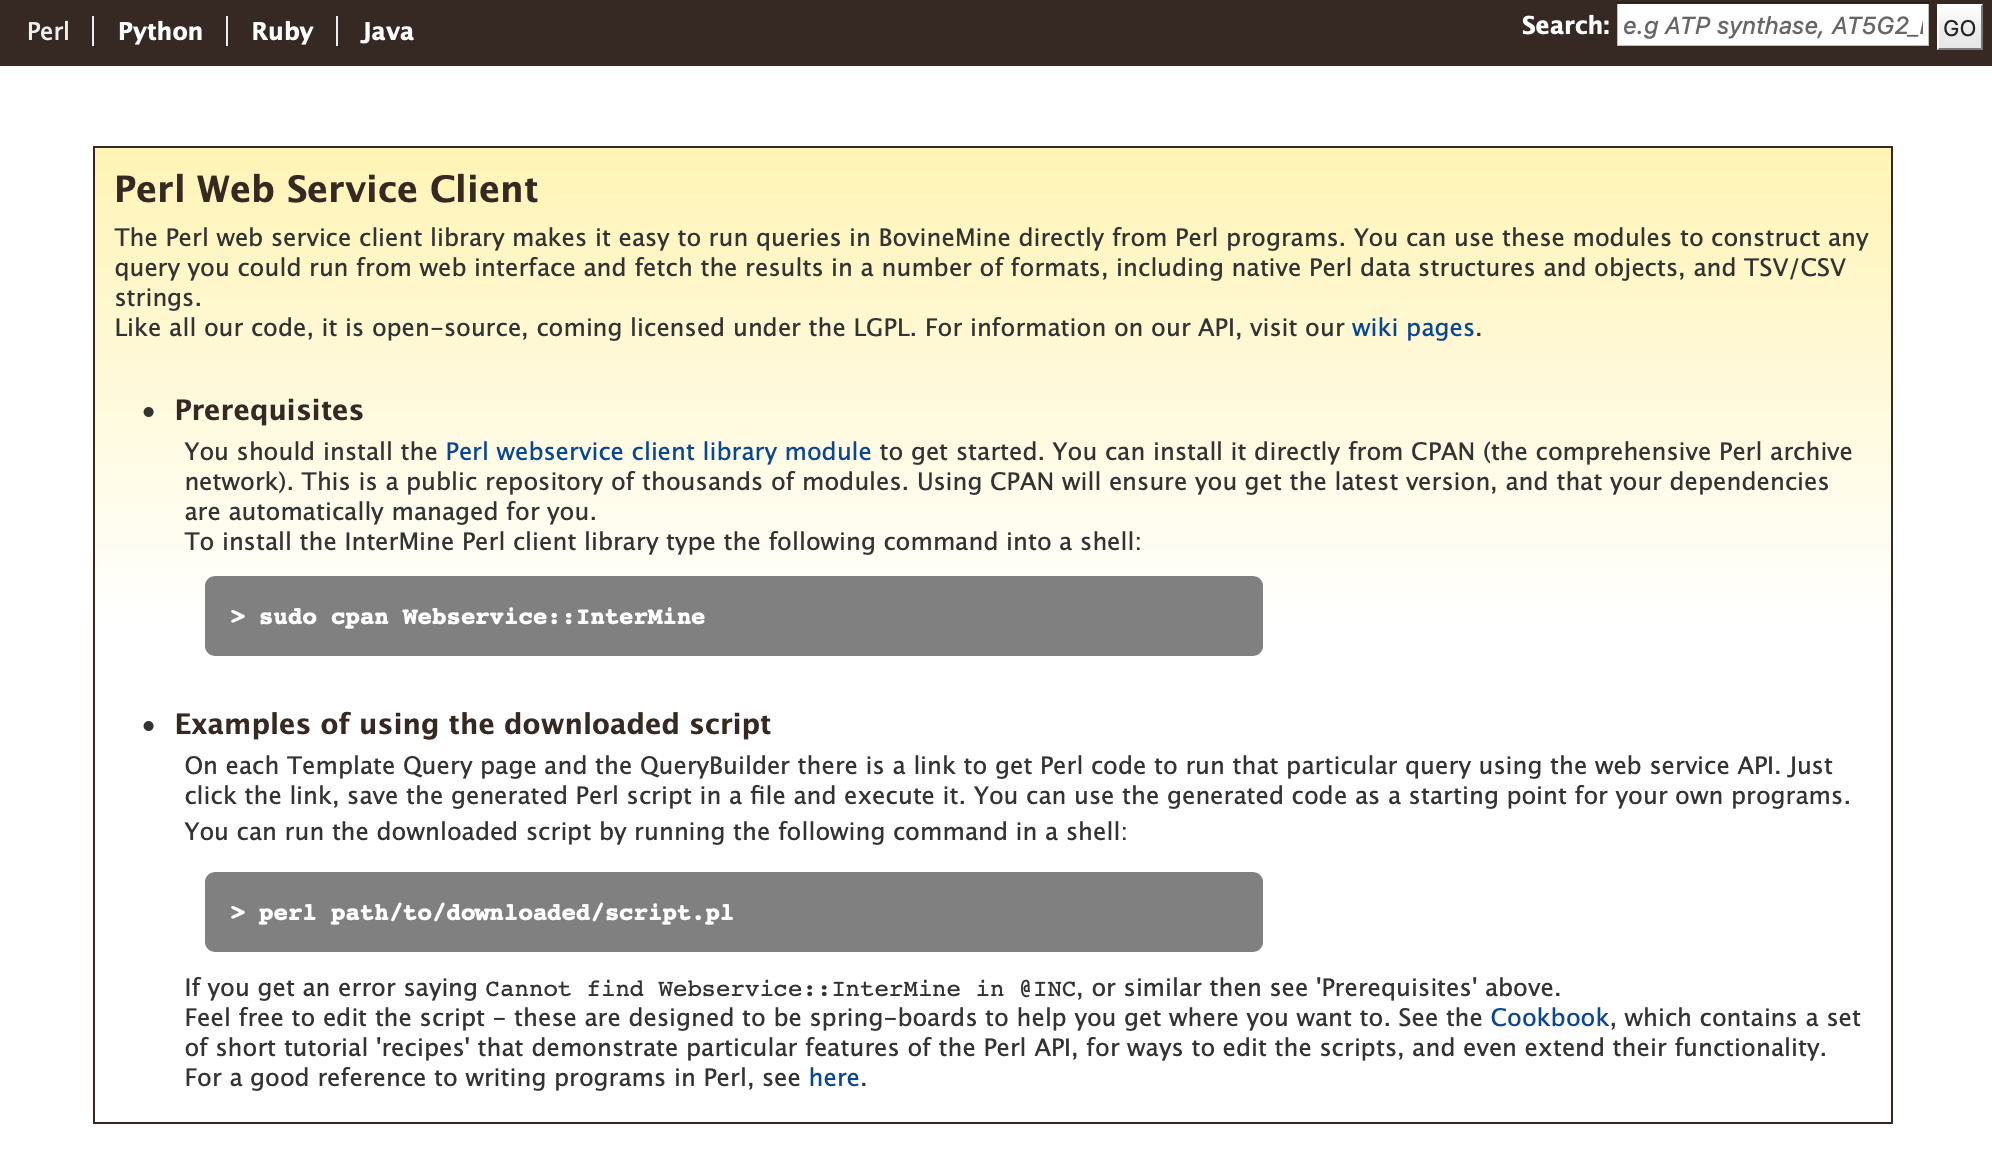 Perl | Python | Ruby | Java Search: e.g ATP synthase, AT5G2_ GO
Perl Web Service Client
The Perl web service client library makes it easy to run queries in BovineMine directly from Perl programs. You can use these modules to construct any
query you could run from web interface and fetch the results in a number of formats, including native Perl data structures and objects, and TSV/CSV
strings.
Like all our code, it is open-source, coming licensed under the LGPL. For information on our API, visit our wiki pages.
• Prerequisites
You should install the Perl webservice client library module to get started. You can install it directly from CPAN (the comprehensive Perl archive
network). This is a public repository of thousands of modules. Using CPAN will ensure you get the latest version, and that your dependencies
are automatically managed for you.
To install the InterMine Perl client library type the following command into a shell:
> sudo cpan Webservice::InterMine
• Examples of using the downloaded script
On each Template Query page and the QueryBuilder there is a link to get Perl code to run that particular query using the web service API. Just
click the link, save the generated Perl script in a file and execute it. You can use the generated code as a starting point for your own programs.
You can run the downloaded script by running the following command in a shell:
> perl path/to/downloaded/script.pl
If you get an error saying Cannot find Webservice::InterMine in @INC, or similar then see 'Prerequisites' above.
Feel free to edit the script - these are designed to be spring-boards to help you get where you want to. See the Cookbook, which contains a set
of short tutorial 'recipes' that demonstrate particular features of the Perl API, for ways to edit the scripts, and even extend their functionality.
For a good reference to writing programs in Perl, see here.